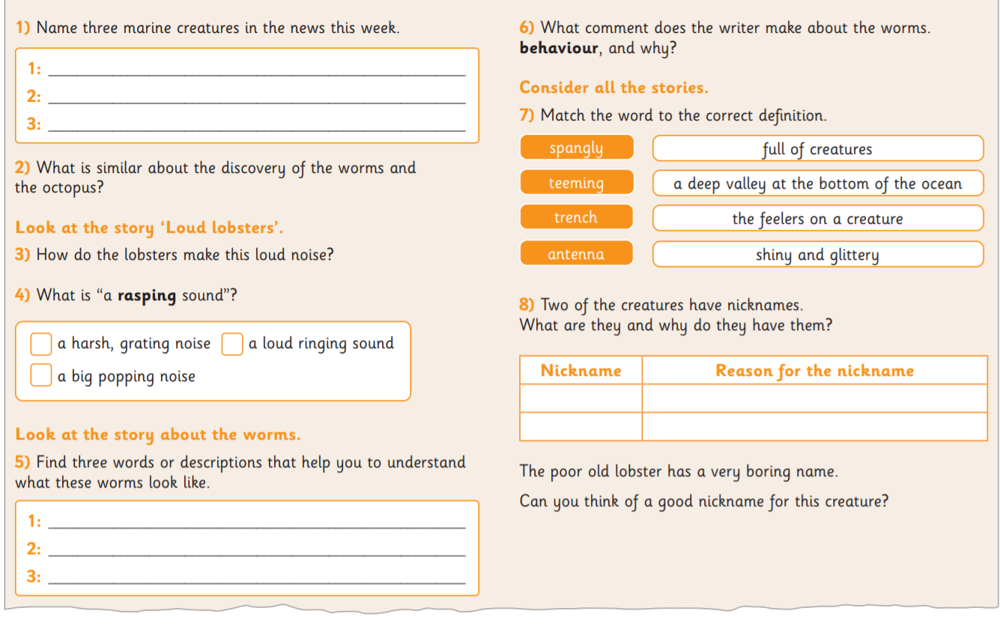 1) Name three marine creatures in the news this week.
1:
2:
3:
2) What is similar about the discovery of the worms and
the octopus?
Look at the story ‘Loud lobsters’.
3) How do the lobsters make this loud noise?
4) What is “a rasping sound”?
a harsh, grating noise
a loud ringing sound
a big popping noise
Look at the story about the worms.
5) Find three words or descriptions that help you to understand
what these worms look like.
1:
2:
3:
6) What comment does the writer make about the worms.
behaviour, and why?
Consider all the stories.
7) Match the word to the correct definition.
spangly
full of creatures
teeming
a deep valley at the bottom of the ocean
trench
the feelers on a creature
antenna
shiny and glittery
8) Two of the creatures have nicknames.
What are they and why do they have them?
Nickname
Reason for the nickname
The poor old lobster has a very boring name.
Can you think of a good nickname for this creature?